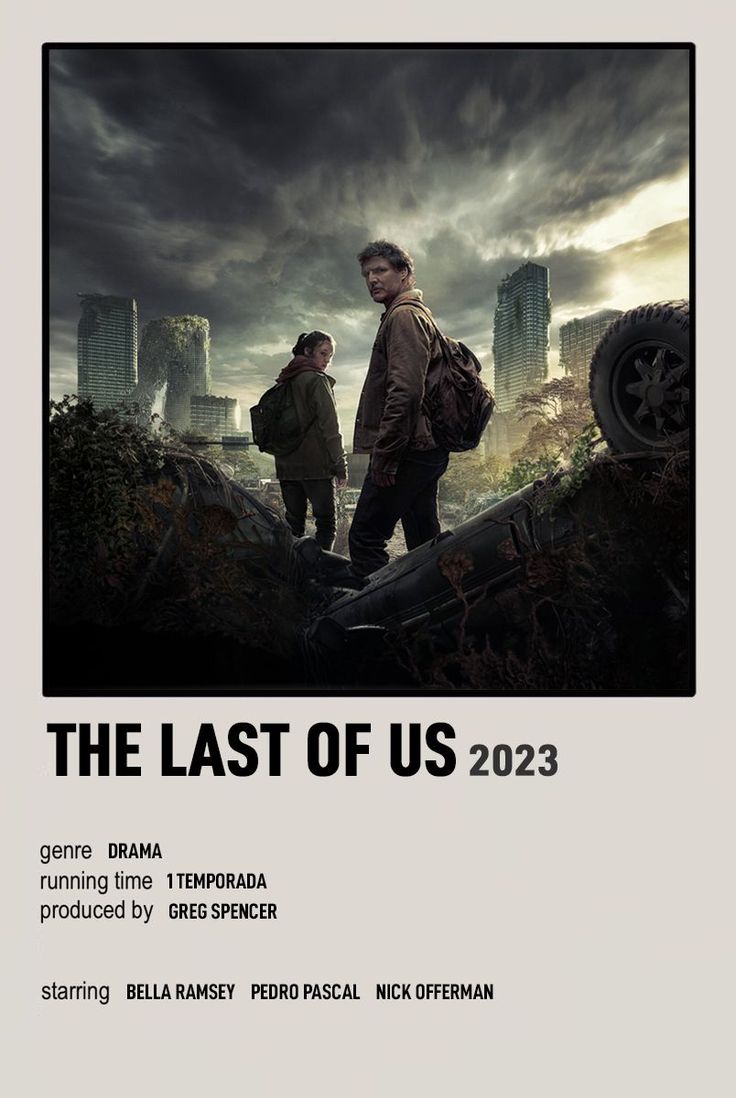 THE LAST OF US 2023
genre DRAMA
running time 1 TEMPORADA
produced by GREG SPENCER
starring BELLA RAMSEY PEDRO PASCAL NICK OFFERMAN